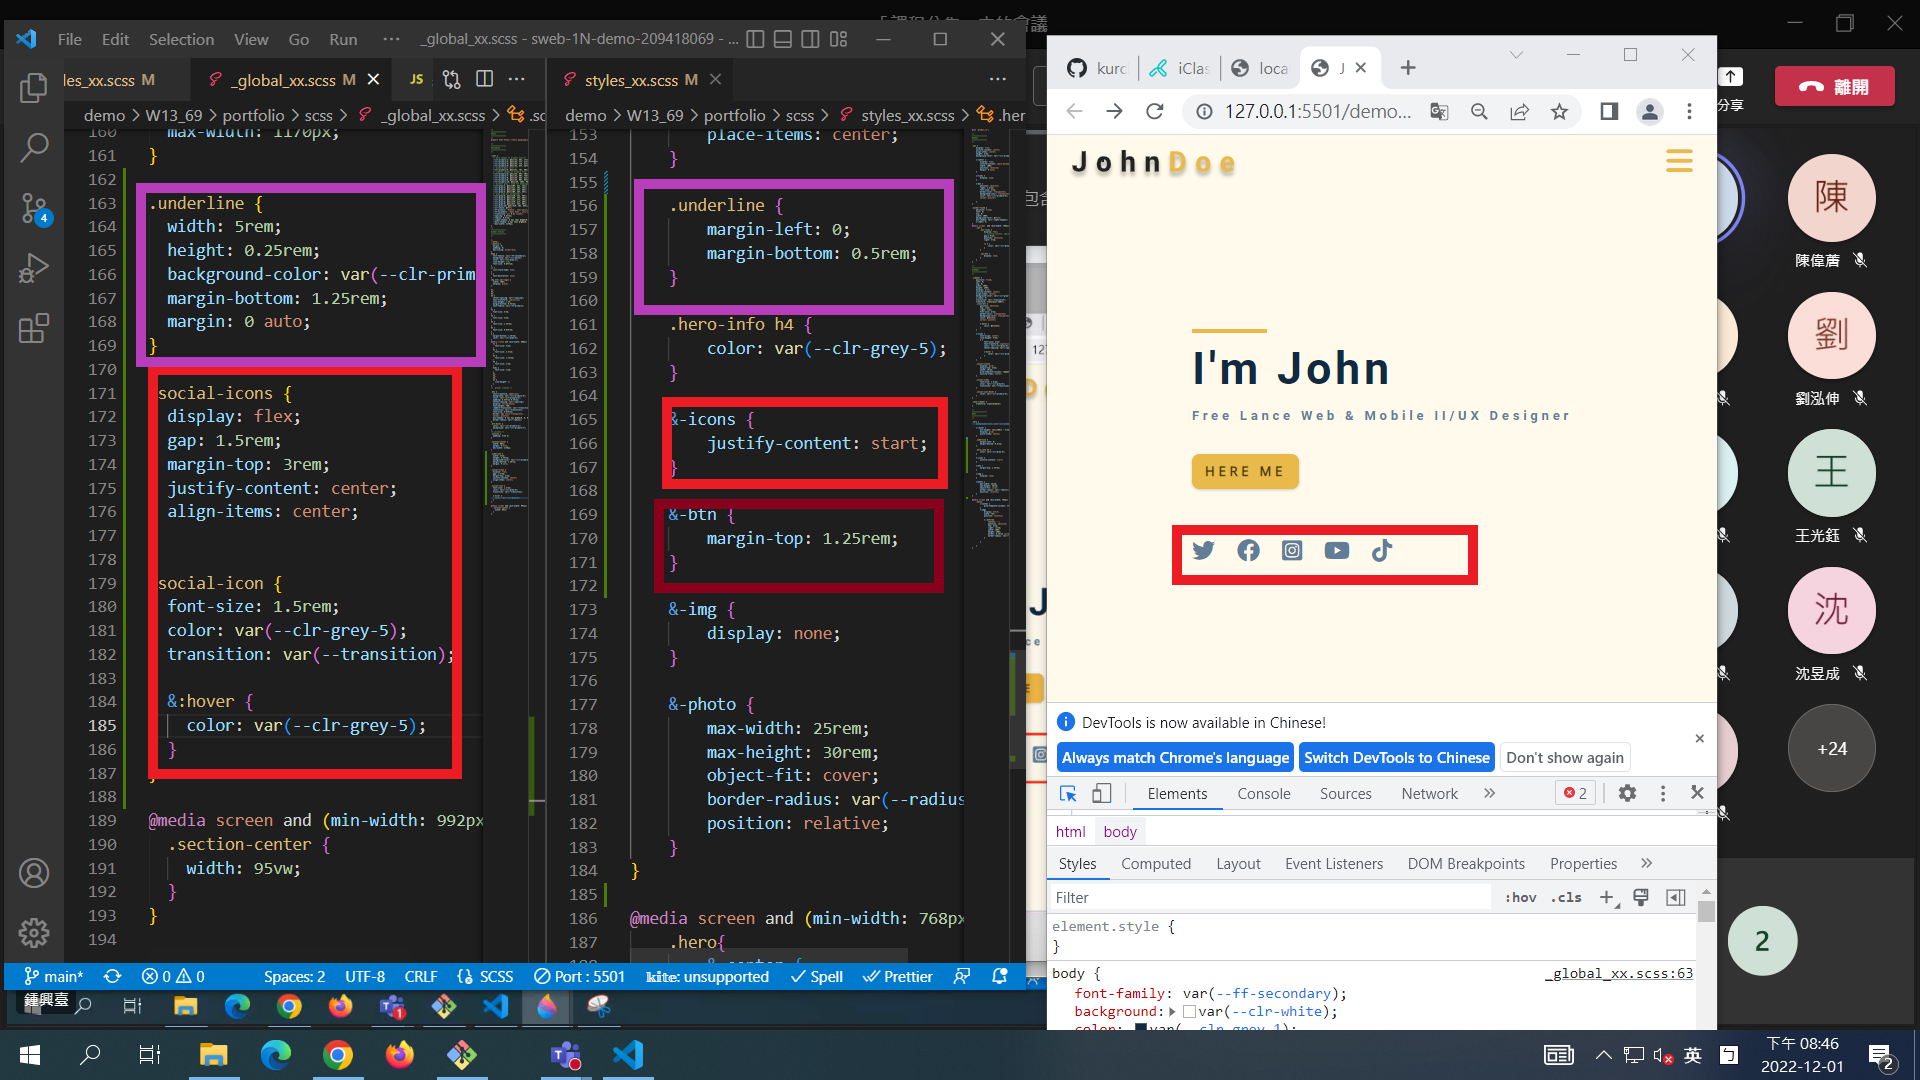 File Edit Selection View Go Run ··· _global_xx.scss - sweb-1N-demo-209418069 - ...
les_xx.scss M
_global_xx.scss M
JS
styles_xx.scss M
demo > W13_69 > portfolio > scss > _global_xx.scss > .sc
demo > W13_69 > portfolio > scss > styles_xx.scss > .her
160 max-width: 1170px;
161 }
162
163 .underline {
164 width: 5rem;
165 height: 0.25rem;
166 background-color: var(--clr-prim
167 margin-bottom: 1.25rem;
168 margin: 0 auto;
169 }
170
171 social-icons {
172 display: flex;
173 gap: 1.5rem;
174 margin-top: 3rem;
175 justify-content: center;
176 align-items: center;
177
178
179 social-icon {
180 font-size: 1.5rem;
181 color: var(--clr-grey-5);
182 transition: var(--transition);
183
184 &:hover {
185 color: var(--clr-grey-5);
186 }
187
188
189 @media screen and (min-width: 992px
190 .section-center {
191 width: 95vw;
192 }
193 }
194
153 place-items: center;
154 }
155
156 .underline {
157 margin-left: 0;
158 margin-bottom: 0.5rem;
159 }
160
161 .hero-info h4 {
162 color: var(--clr-grey-5);
163 }
164
165 &-icons {
166 justify-content: start;
167 }
168
169 &-btn {
170 margin-top: 1.25rem;
171 }
172
173 &-img {
174 display: none;
175 }
176
177 &-photo {
178 max-width: 25rem;
179 max-height: 30rem;
180 object-fit: cover;
181 border-radius: var(--radius
182 position: relative;
183 }
184 }
185
186 @media screen and (min-width: 768px
187 .hero{
main* 0 0 Spaces: 2 UTF-8 CRLF SCSS Port : 5501 kite: unsupported Spell Prettier
4
鍾興臺
1
kurc
iClas
loca
J
127.0.0.1:5501/demo...
JohnDoe
I'm John
Free Lance Web & Mobile II/UX Designer
HERE ME
DevTools is now available in Chinese!
Always match Chrome's language
Switch DevTools to Chinese
Don't show again
Elements Console Sources Network » 2
html body
Styles Computed Layout Event Listeners DOM Breakpoints Properties »
Filter :hov .cls
element.style {
}
body { _global_xx.scss:63
font-family: var(--ff-secondary);
background: var(--clr-white);
color: var(--clr-grey-1);
分享
離開
包含
陳
陳偉蓎
劉
劉泓伸
王
王光鈺
沈
沈昱成
+24
2
英
下午 08:46
2022-12-01
2